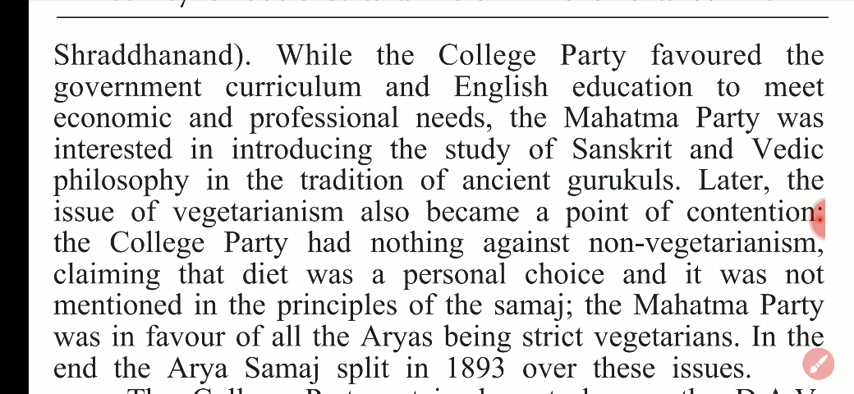 Shraddhanand). While the College Party favoured the
government curriculum and English education to meet
economic and professional needs, the Mahatma Party was
interested in introducing the study of Sanskrit and Vedic
philosophy in the tradition of ancient gurukuls. Later, the
issue of vegetarianism also became a point of contention:
the College Party had nothing against non-vegetarianism,
claiming that diet was a personal choice and it was not
mentioned in the principles of the samaj; the Mahatma Party
was in favour of all the Aryas being strict vegetarians. In the
end the Arya Samaj split in 1893 over these issues.